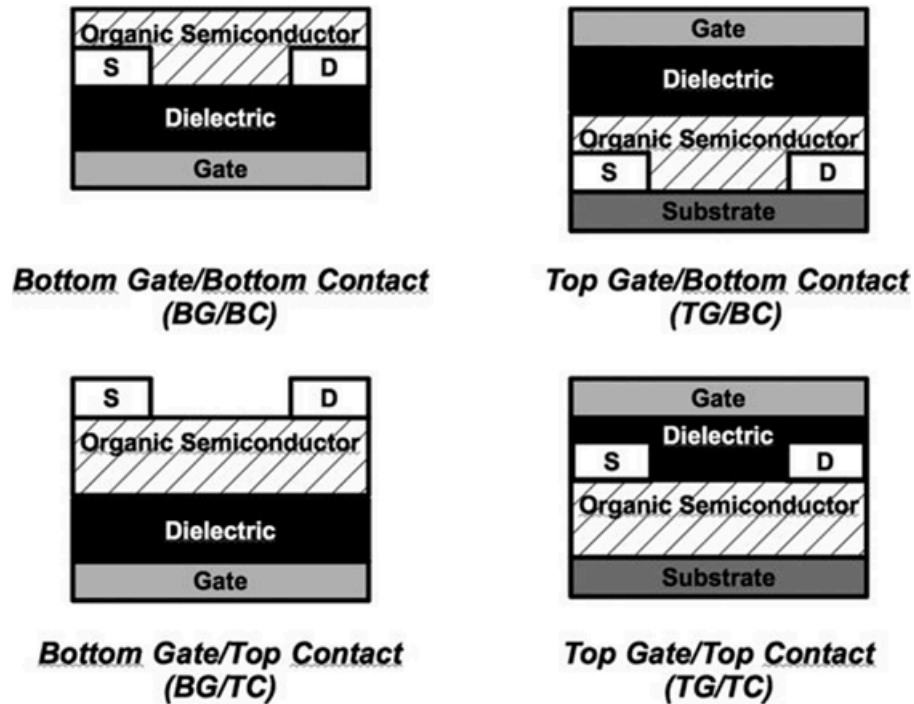 Organic Semiconductor
S
D
Dielectric
Gate
Bottom Gate/Bottom Contact
(BG/BC)
Gate
Dielectric
Organic Semiconductor
S
D
Substrate
Top Gate/Bottom Contact
(TG/BC)
S
D
Organic Semiconductor
Dielectric
Gate
Bottom Gate/Top Contact
(BG/TC)
Gate
Dielectric
S
D
Organic Semiconductor
Substrate
Top Gate/Top Contact
(TG/TC)